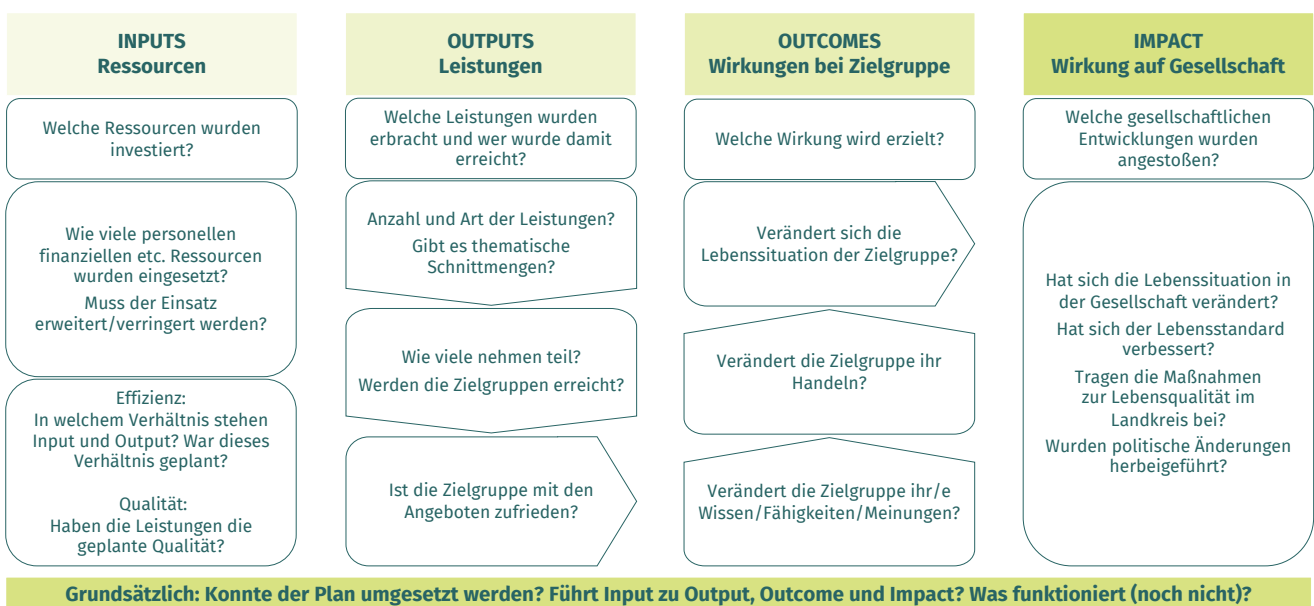 INPUTS
Ressourcen
Welche Ressourcen wurden
investiert?
Wie viele personellen
finanziellen etc. Ressourcen
wurden eingesetzt?
Muss der Einsatz
erweitert/verringert werden?
Effizienz:
In welchem Verhältnis stehen
Input und Output? War dieses
Verhältnis geplant?
Qualität:
Haben die Leistungen die
geplante Qualität?
OUTPUTS
Leistungen
Welche Leistungen wurden
erbracht und wer wurde damit
erreicht?
Anzahl und Art der Leistungen?
Gibt es thematische
Schnittmengen?
Wie viele nehmen teil?
Werden die Zielgruppen erreicht?
Ist die Zielgruppe mit den
Angeboten zufrieden?
OUTCOMES
Wirkungen bei Zielgruppe
Welche Wirkung wird erzielt?
Verändert sich die
Lebenssituation der Zielgruppe?
Verändert die Zielgruppe ihr
Handeln?
Verändert die Zielgruppe ihr/e
Wissen/Fähigkeiten/Meinungen?
IMPACT
Wirkung auf Gesellschaft
Welche gesellschaftlichen
Entwicklungen wurden
angestoßen?
Hat sich die Lebenssituation in
der Gesellschaft verändert?
Hat sich der Lebensstandard
verbessert?
Tragen die Maßnahmen
zur Lebensqualität im
Landkreis bei?
Wurden politische Änderungen
herbeigeführt?
Grundsätzlich: Konnte der Plan umgesetzt werden? Führt Input zu Output, Outcome und Impact? Was funktioniert (noch nicht)?